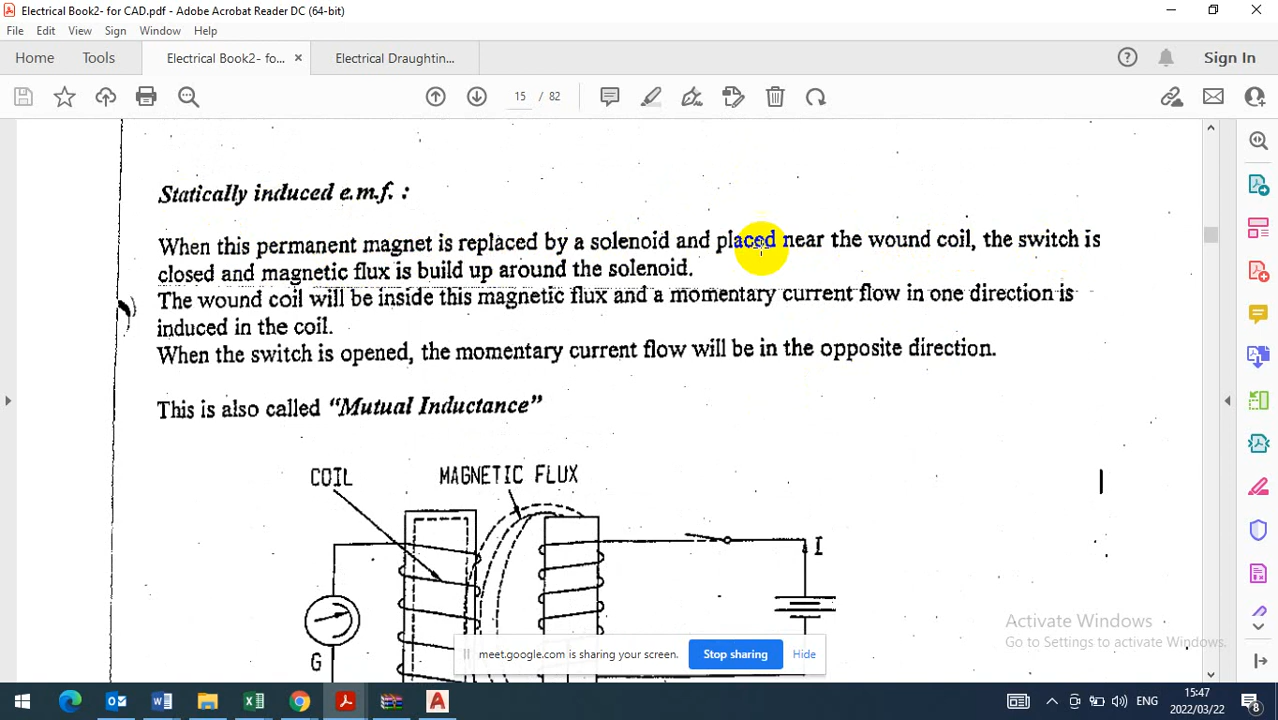 Electrical Book2- for CAD.pdf - Adobe Acrobat Reader DC (64-bit)
File Edit View Sign Window Help
Home Tools Electrical Book2- fo... × Electrical Draughtin... Sign In
15 / 82
Statically induced e.m.f. :
When this permanent magnet is replaced by a solenoid and placed near the wound coil, the switch is
closed and magnetic flux is build up around the solenoid.
The wound coil will be inside this magnetic flux and a momentary current flow in one direction is
induced in the coil.
When the switch is opened, the momentary current flow will be in the opposite direction.
This is also called “Mutual Inductance”
COIL MAGNETIC FLUX
I
G
Activate Windows
Go to Settings to activate Windows.
meet.google.com is sharing your screen. Stop sharing Hide
ENG 15:47
2022/03/22
8